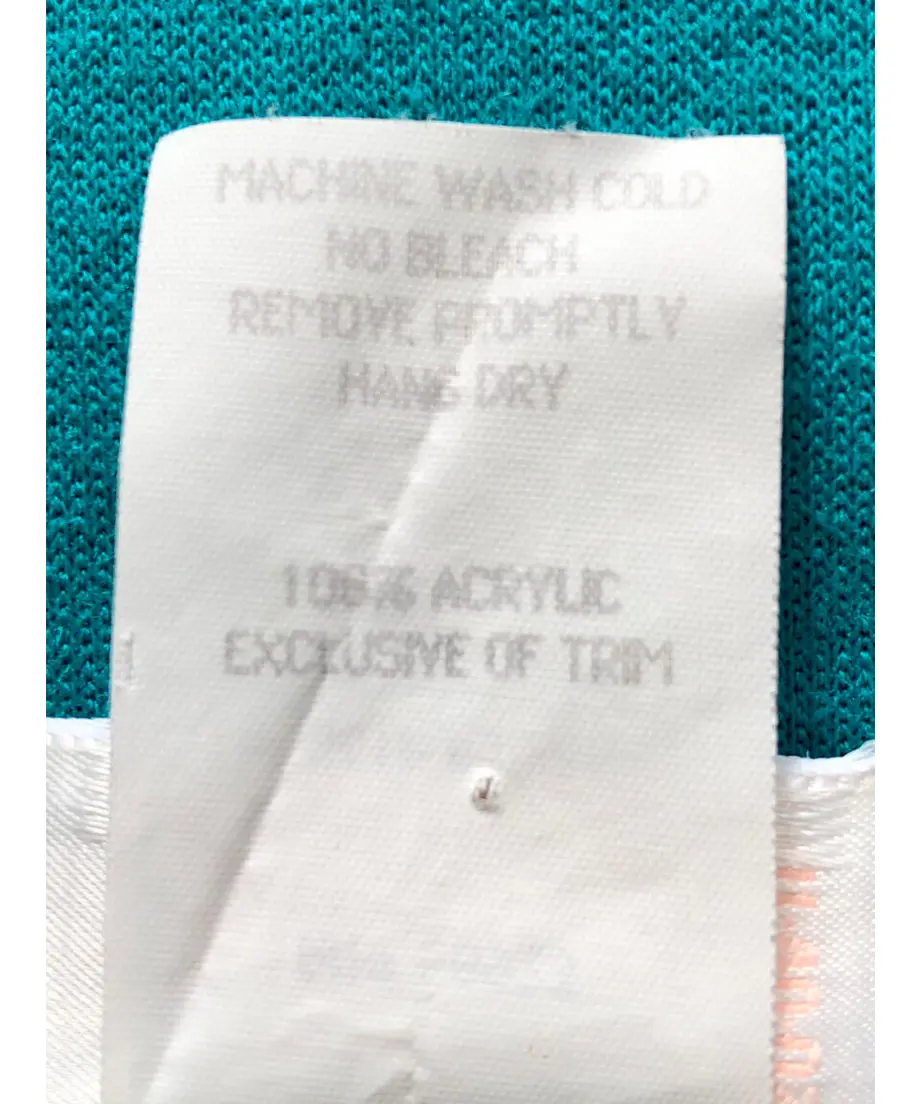 MACHINE WASH COLD
NO BLEACH
REMOVE PROMPTLY
HANG DRY
100% ACRYLIC
EXCLUSIVE OF TRIM